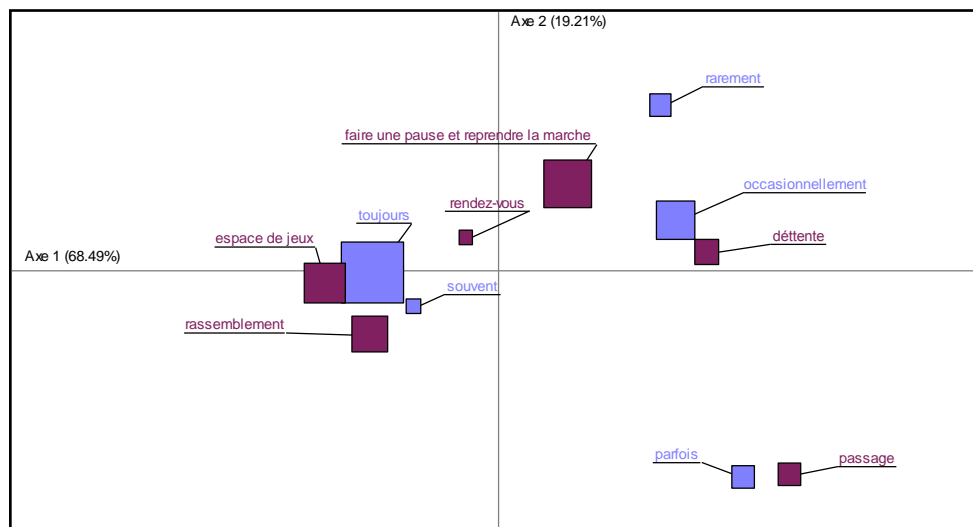 Axe 2 (19.21%)
rarement
faire une pause et reprendre la marche
occasionnellement
rendez-vous
toujours
espace de jeux
déttente
Axe 1 (68.49%)
souvent
rassemblement
parfois
passage